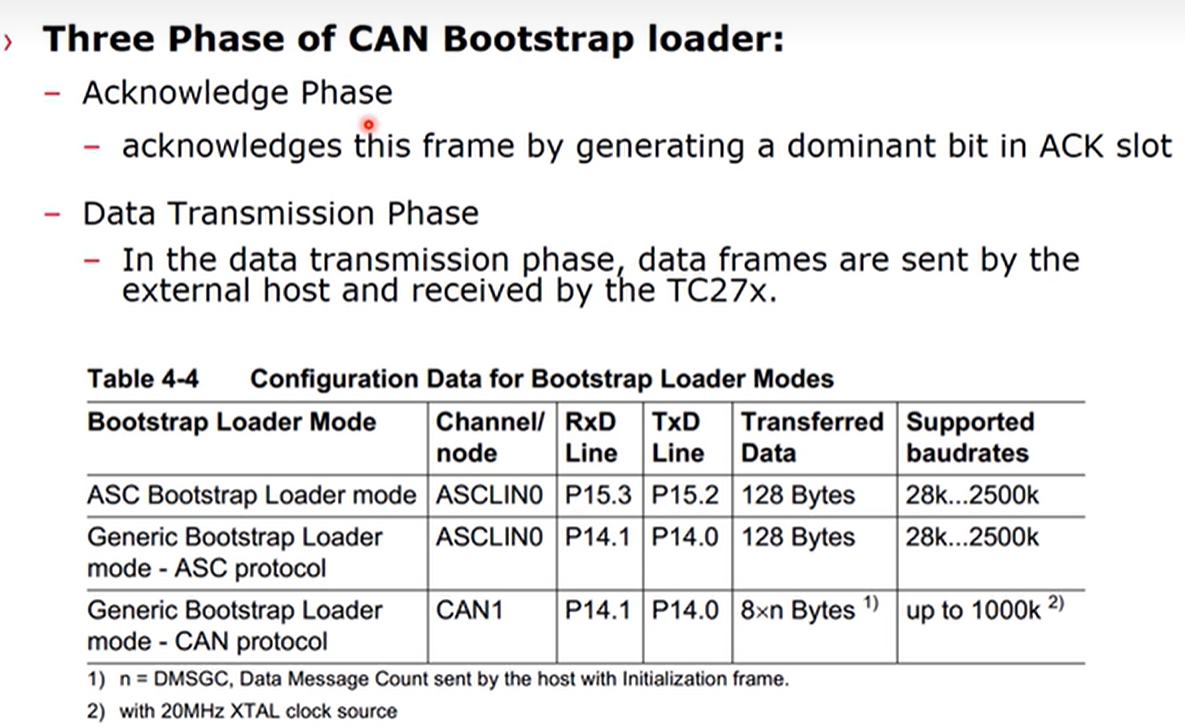 › Three Phase of CAN Bootstrap loader:
– Acknowledge Phase
– acknowledges this frame by generating a dominant bit in ACK slot
– Data Transmission Phase
– In the data transmission phase, data frames are sent by the
external host and received by the TC27x.
Table 4-4 Configuration Data for Bootstrap Loader Modes
Bootstrap Loader Mode Channel/ RxD TxD Transferred Supported
node Line Line Data baudrates
ASC Bootstrap Loader mode ASCLIN0 P15.3 P15.2 128 Bytes 28k...2500k
Generic Bootstrap Loader ASCLIN0 P14.1 P14.0 128 Bytes 28k...2500k
mode - ASC protocol
Generic Bootstrap Loader CAN1 P14.1 P14.0 8×n Bytes 1) up to 1000k 2)
mode - CAN protocol
1) n = DMSGC, Data Message Count sent by the host with Initialization frame.
2) with 20MHz XTAL clock source